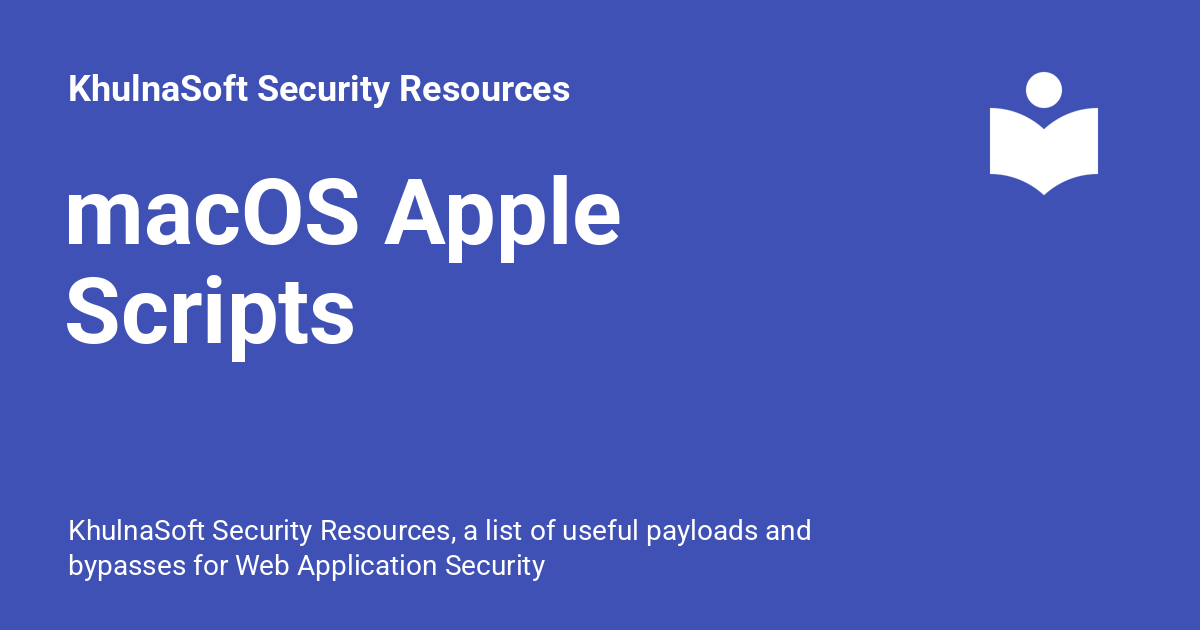 KhulnaSoft Security Resources
macOS Apple
Scripts
KhulnaSoft Security Resources, a list of useful payloads and
bypasses for Web Application Security